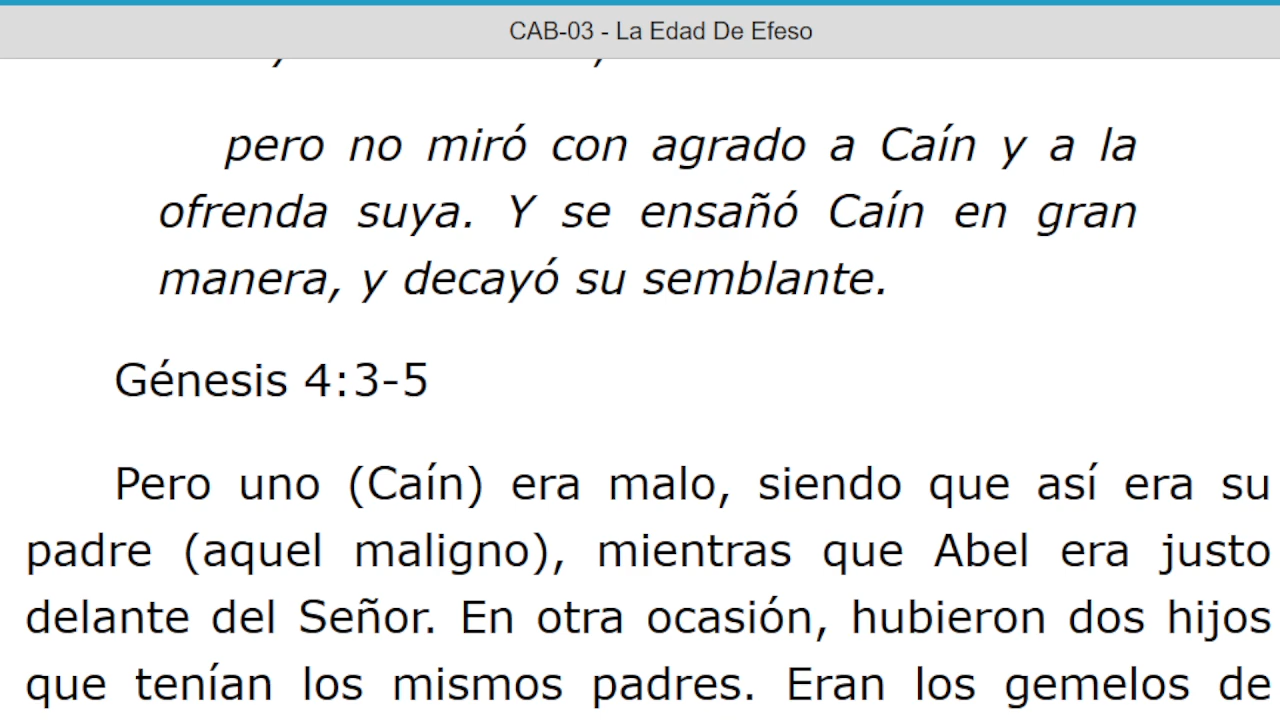 CAB-03 - La Edad De Efeso
pero no miró con agrado a Caín y a la
ofrenda suya. Y se ensañó Caín en gran
manera, y decayó su semblante.
Génesis 4:3-5
Pero uno (Caín) era malo, siendo que así era su
padre (aquel maligno), mientras que Abel era justo
delante del Señor. En otra ocasión, hubieron dos hijos
que tenían los mismos padres. Eran los gemelos de